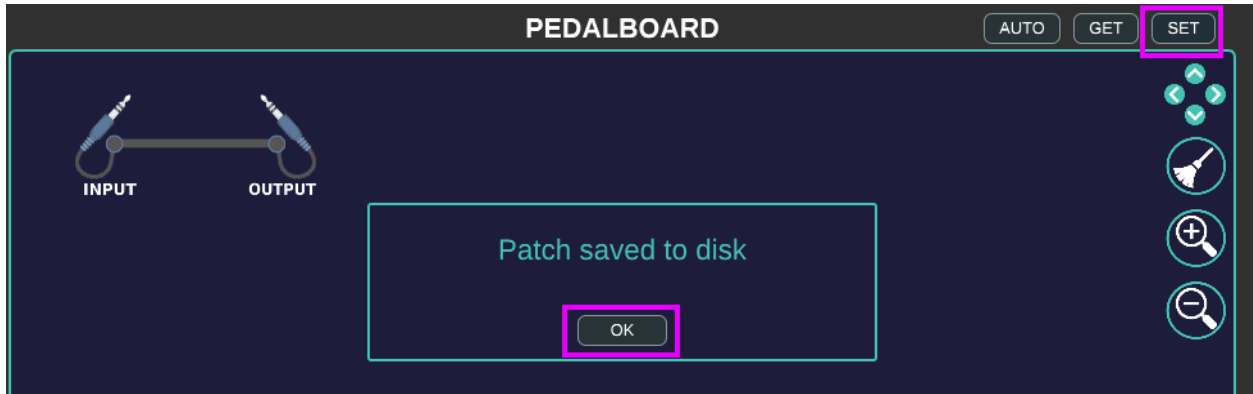 PEDALBOARD
AUTO GET SET
INPUT OUTPUT
Patch saved to disk
OK